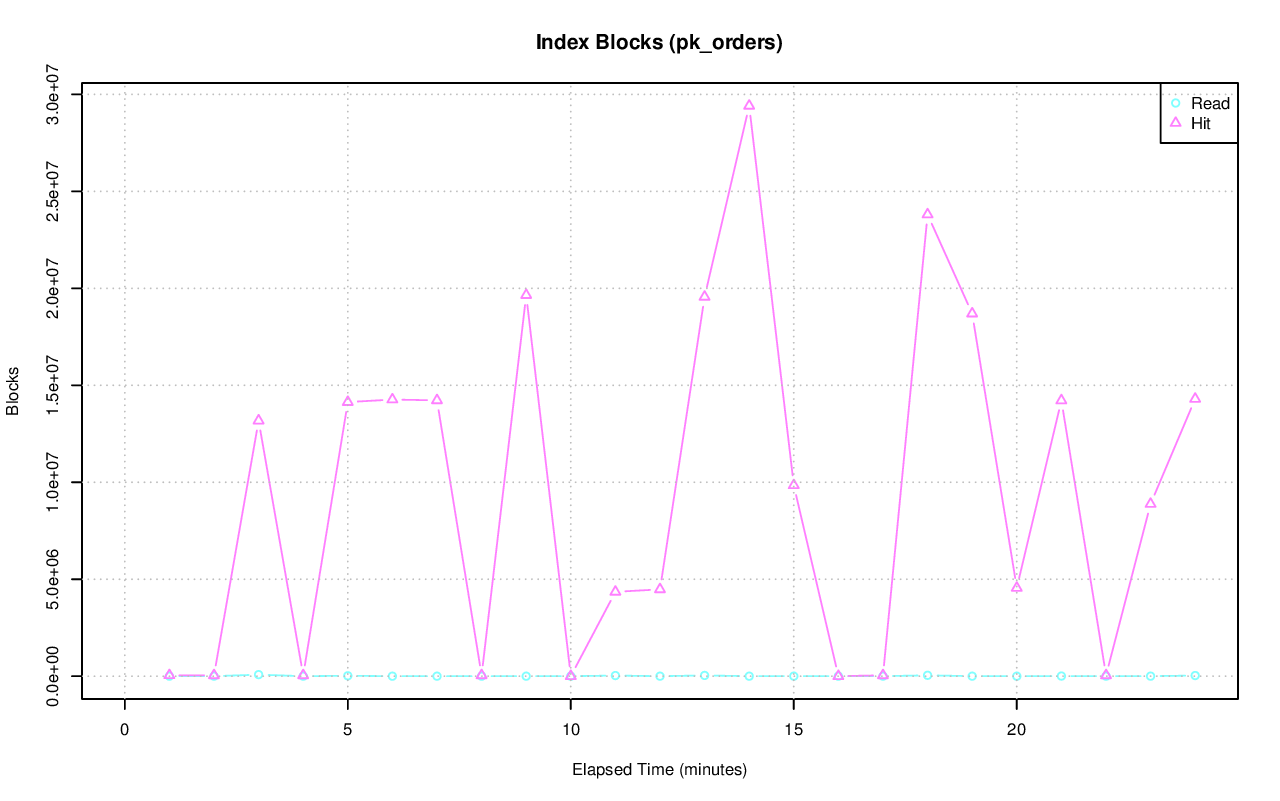 Index Blocks (pk_orders)
Read
Hit
3.0e+07
2.5e+07
2.0e+07
1.5e+07
1.0e+07
5.0e+06
0.0e+00
Blocks
0 5 10 15 20
Elapsed Time (minutes)